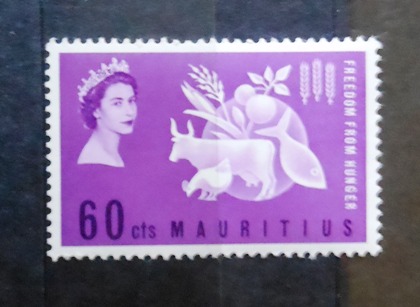 FREEDOM FROM HUNGER
60 cts MAURITIUS